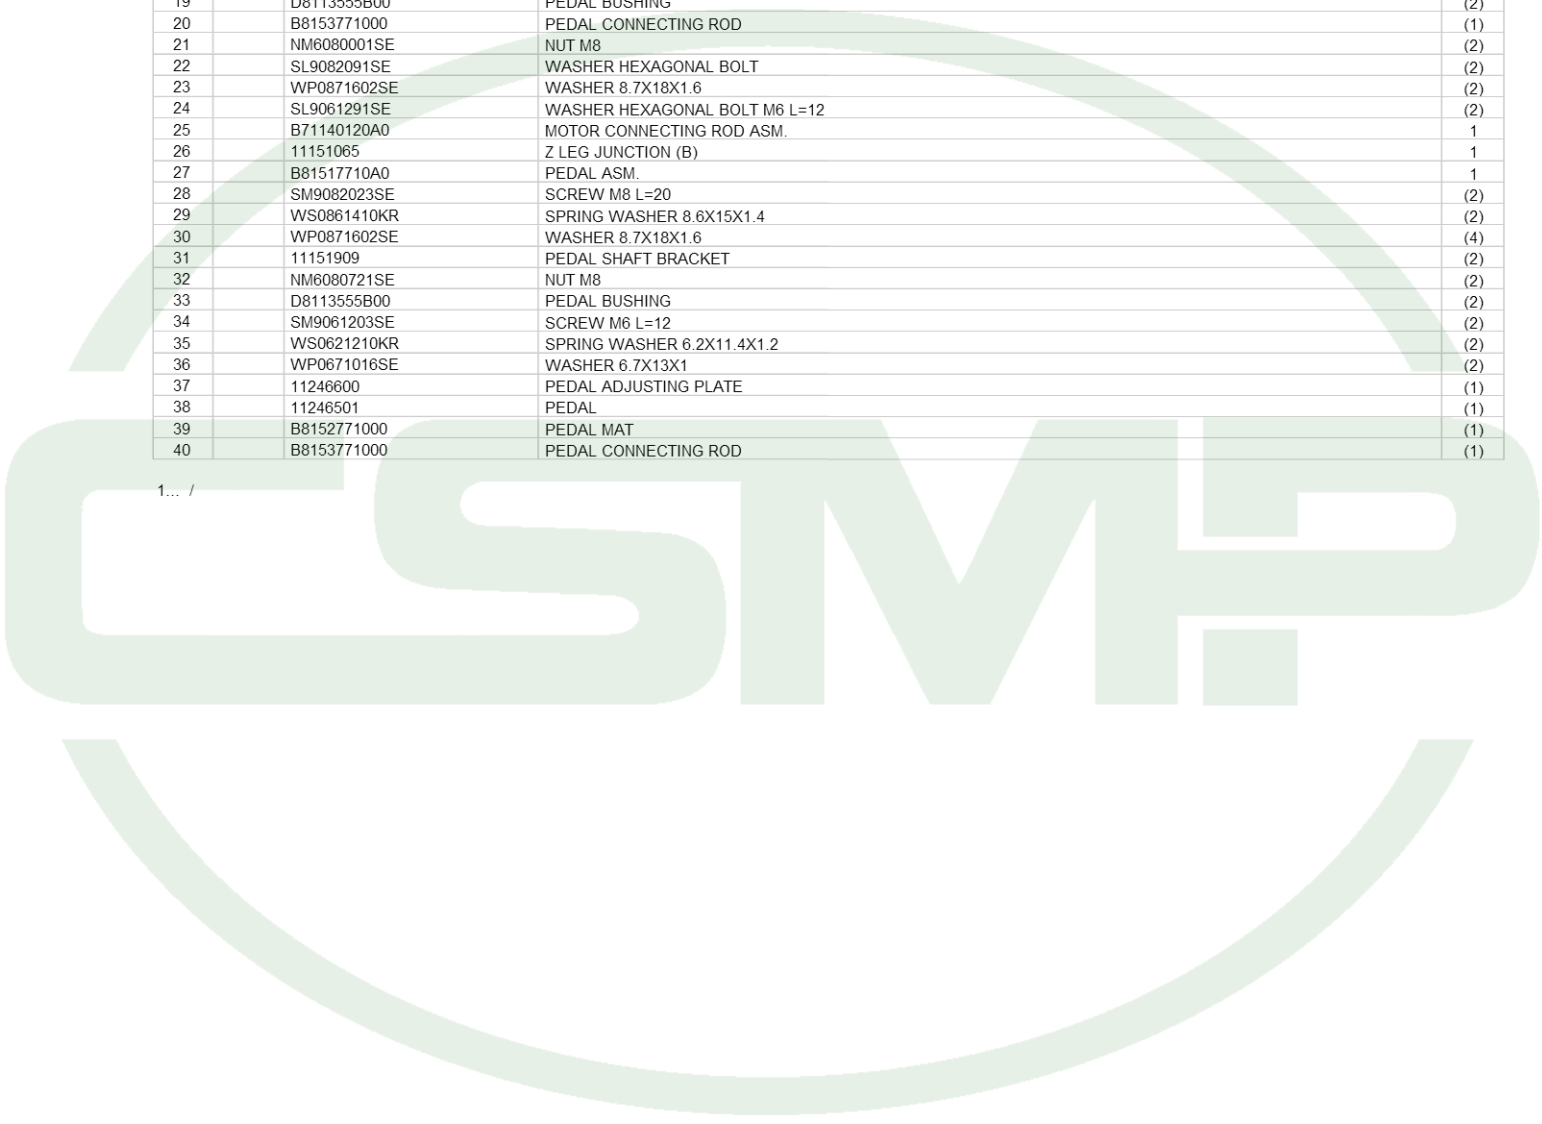 19 D8113555B00 PEDAL BUSHING (2)
20 B8153771000 PEDAL CONNECTING ROD (1)
21 NM6080001SE NUT M8 (2)
22 SL9082091SE WASHER HEXAGONAL BOLT (2)
23 WP0871602SE WASHER 8.7X18X1.6 (2)
24 SL9061291SE WASHER HEXAGONAL BOLT M6 L=12 (2)
25 B71140120A0 MOTOR CONNECTING ROD ASM. 1
26 11151065 Z LEG JUNCTION (B) 1
27 B81517710A0 PEDAL ASM. 1
28 SM9082023SE SCREW M8 L=20 (2)
29 WS0861410KR SPRING WASHER 8.6X15X1.4 (2)
30 WP0871602SE WASHER 8.7X18X1.6 (4)
31 11151909 PEDAL SHAFT BRACKET (2)
32 NM6080721SE NUT M8 (2)
33 D8113555B00 PEDAL BUSHING (2)
34 SM9061203SE SCREW M6 L=12 (2)
35 WS0621210KR SPRING WASHER 6.2X11.4X1.2 (2)
36 WP0671016SE WASHER 6.7X13X1 (2)
37 11246600 PEDAL ADJUSTING PLATE (1)
38 11246501 PEDAL (1)
39 B8152771000 PEDAL MAT (1)
40 B8153771000 PEDAL CONNECTING ROD (1)
1... /
CSMP